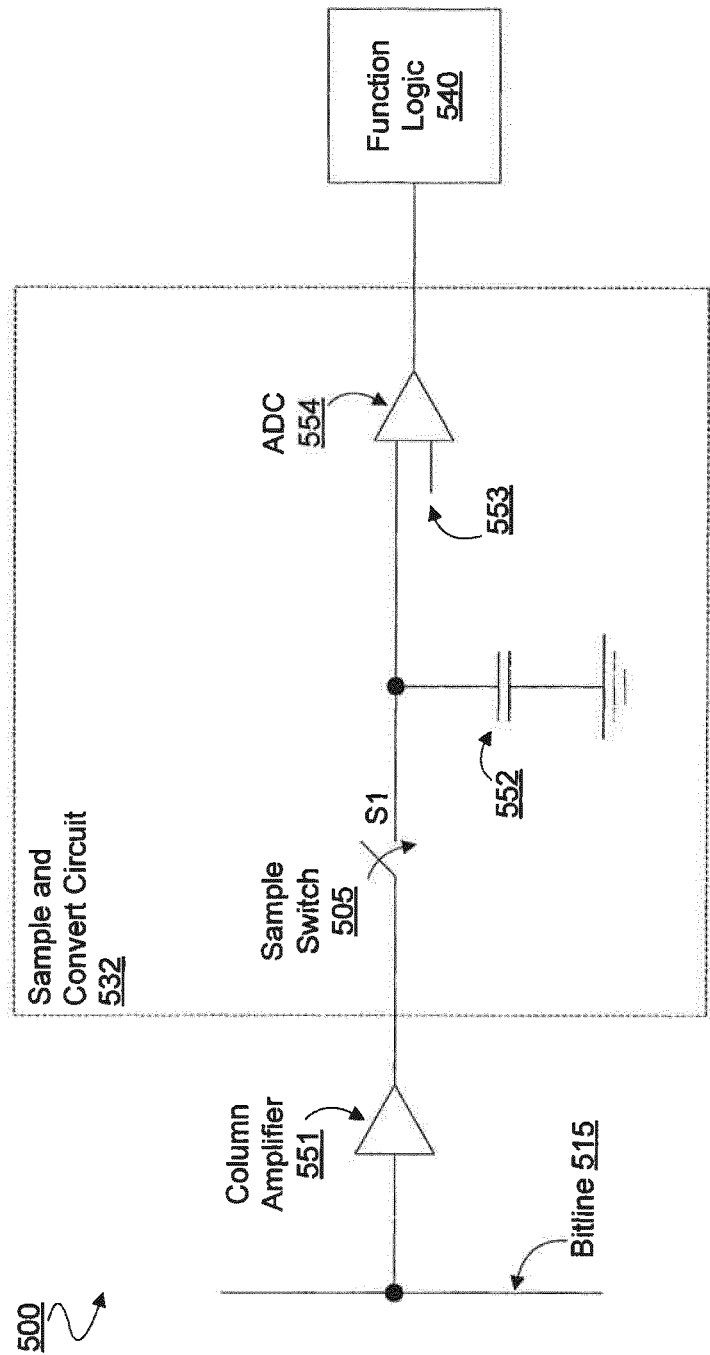 500
Bitline 515
Column
Amplifier
551
Sample and
Convert Circuit
532
Sample
Switch
505
S1
552
553
ADC
554
Function
Logic
540